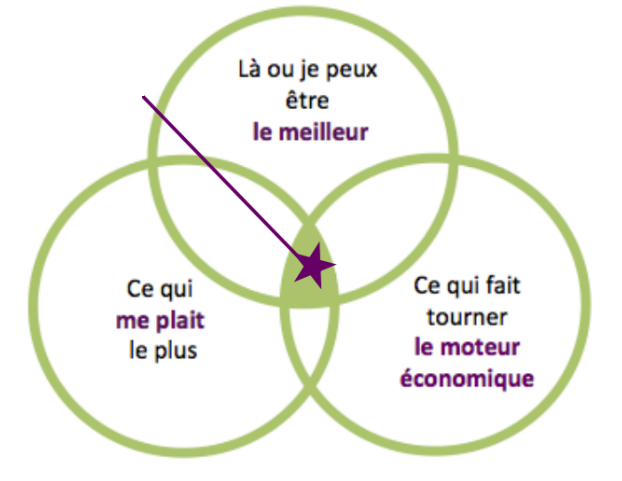 Là ou je peux
être
le meilleur
Ce qui
me plait
le plus
Ce qui fait
tourner
le moteur
économique